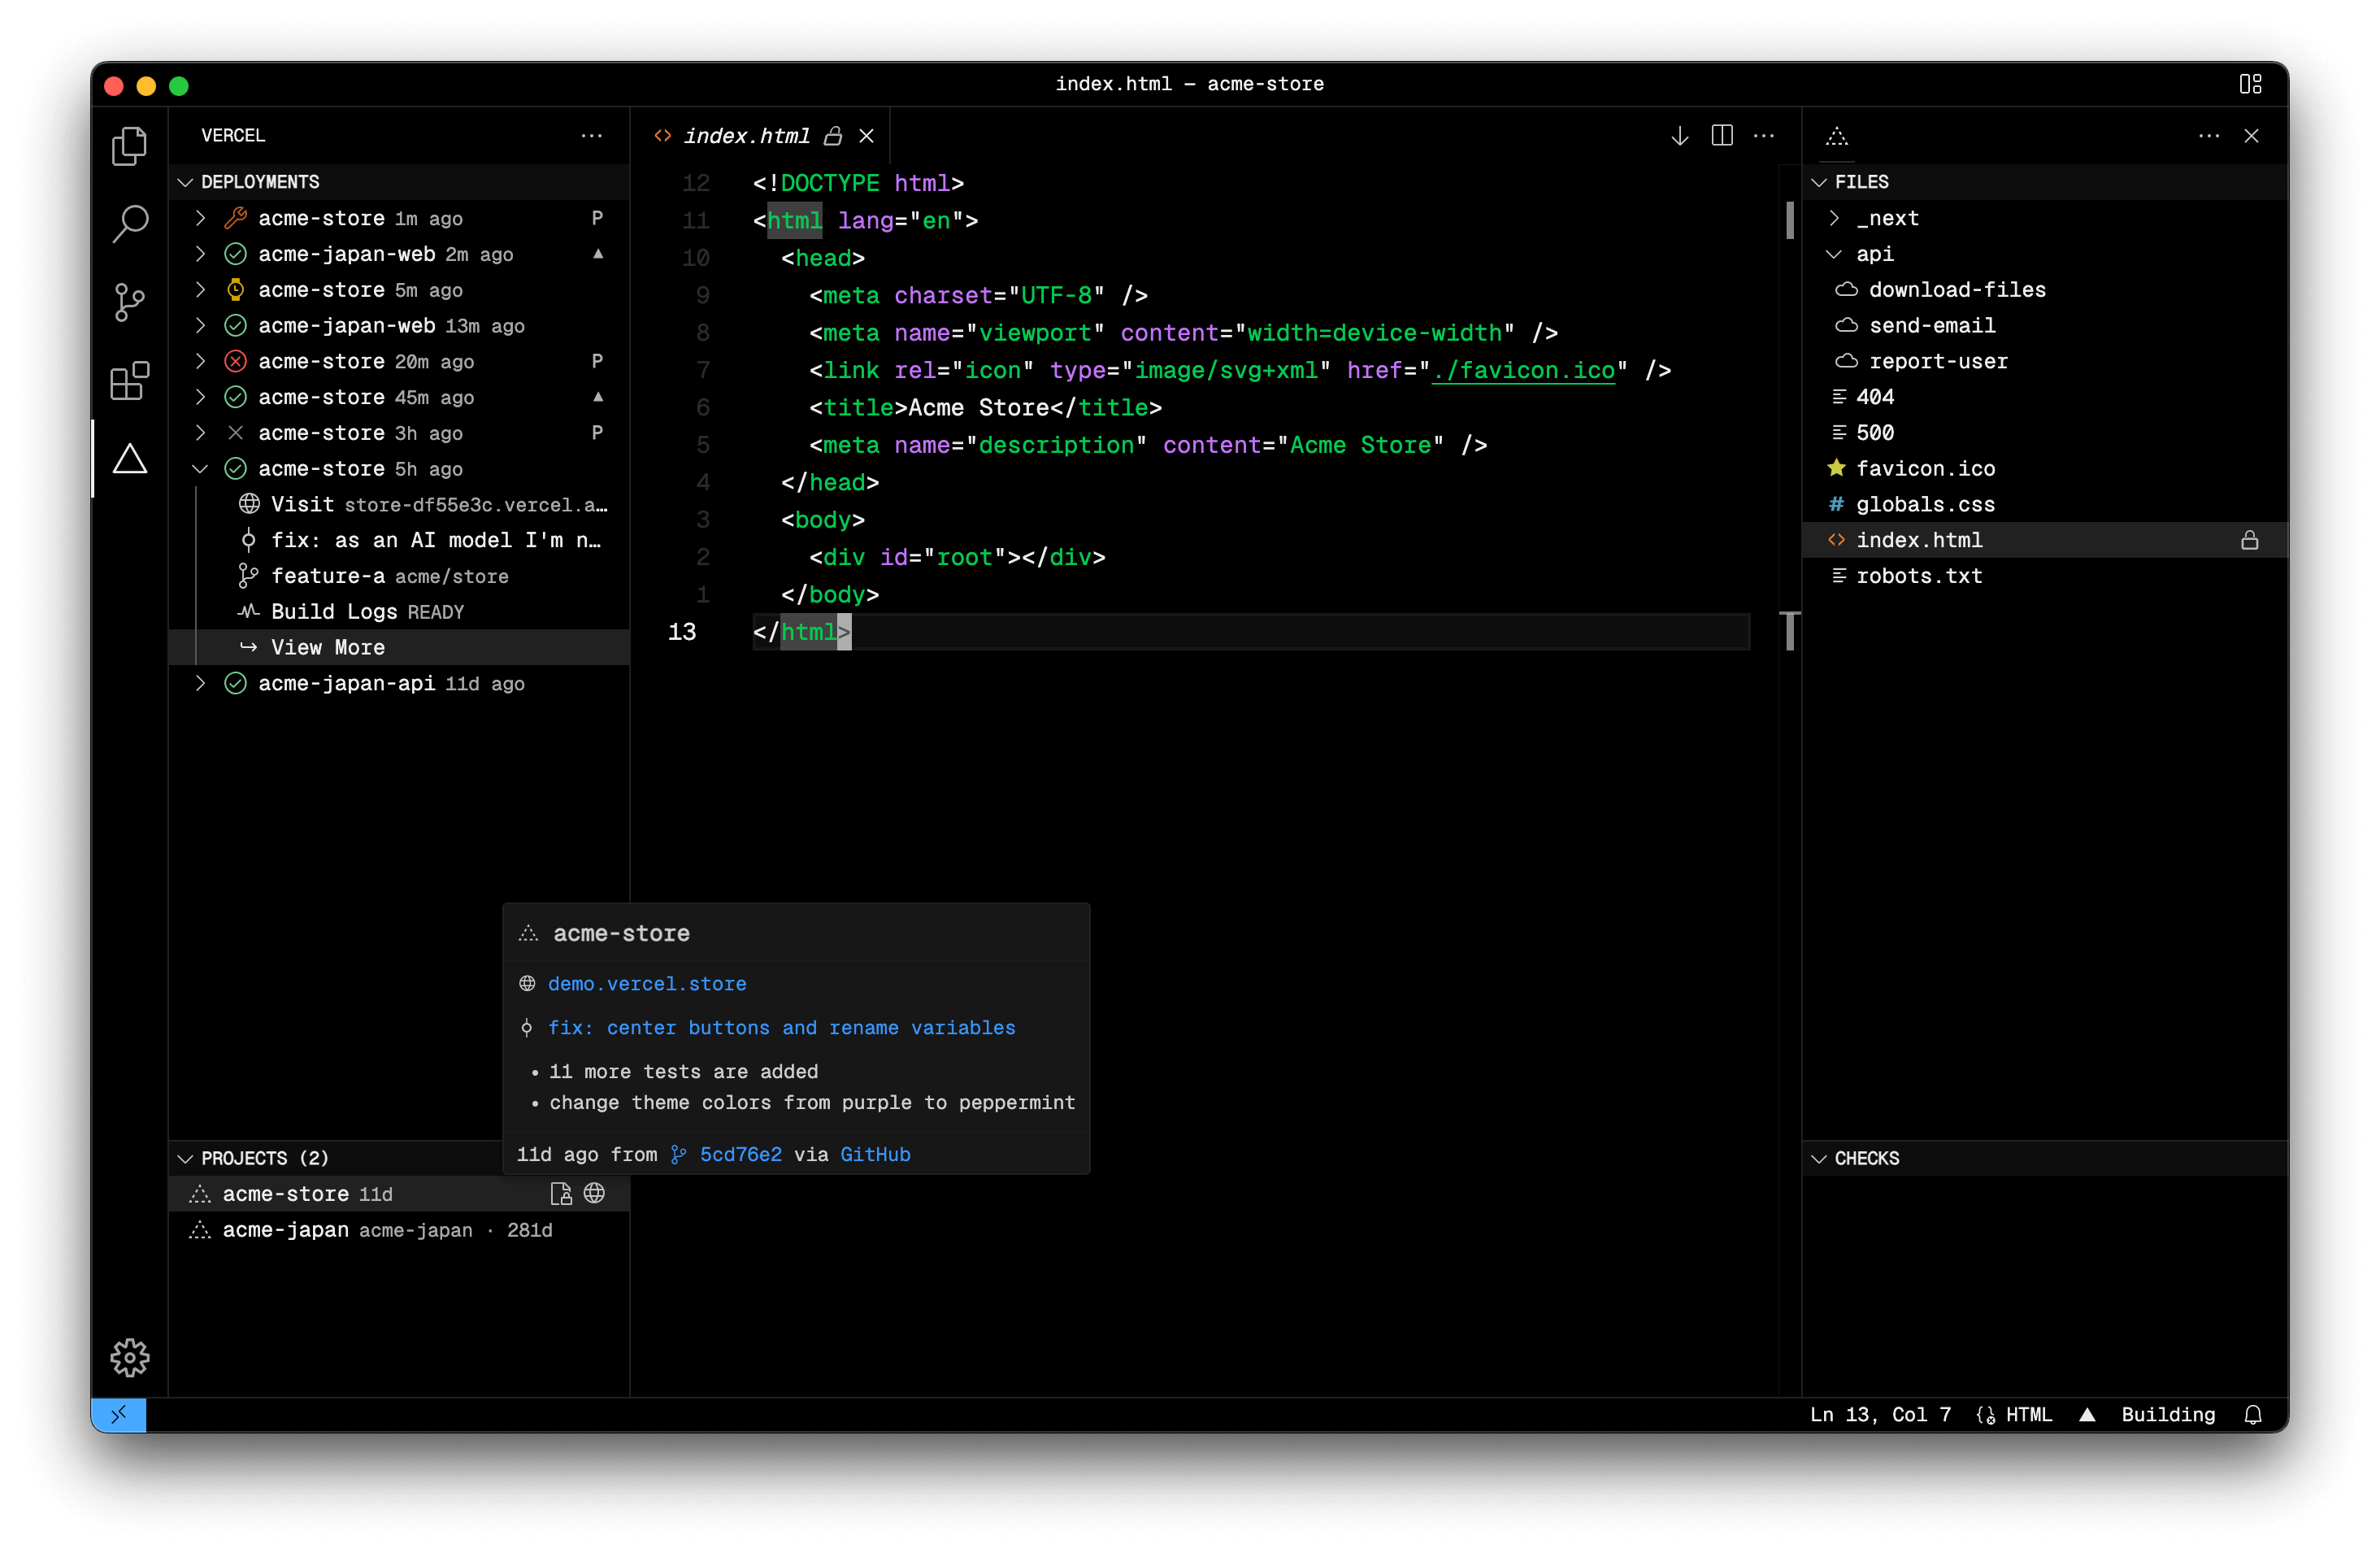 index.html — acme-store
VERCEL
DEPLOYMENTS
acme-store 1m ago P
acme-japan-web 2m ago
acme-store 5m ago
acme-japan-web 13m ago
acme-store 20m ago P
acme-store 45m ago
acme-store 3h ago P
acme-store 5h ago
Visit store-df55e3c.vercel.a…
fix: as an AI model I'm n…
feature-a acme/store
Build Logs READY
View More
acme-japan-api 11d ago
PROJECTS (2)
acme-store 11d
acme-japan acme-japan · 281d
index.html
12 <!DOCTYPE html>
11 <html lang="en">
10 <head>
9 <meta charset="UTF-8" />
8 <meta name="viewport" content="width=device-width" />
7 <link rel="icon" type="image/svg+xml" href="./favicon.ico" />
6 <title>Acme Store</title>
5 <meta name="description" content="Acme Store" />
4 </head>
3 <body>
2 <div id="root"></div>
1 </body>
13 </html>
acme-store
demo.vercel.store
fix: center buttons and rename variables
• 11 more tests are added
• change theme colors from purple to peppermint
11d ago from 5cd76e2 via GitHub
FILES
_next
api
download-files
send-email
report-user
404
500
favicon.ico
# globals.css
index.html
robots.txt
CHECKS
Ln 13, Col 7 HTML Building